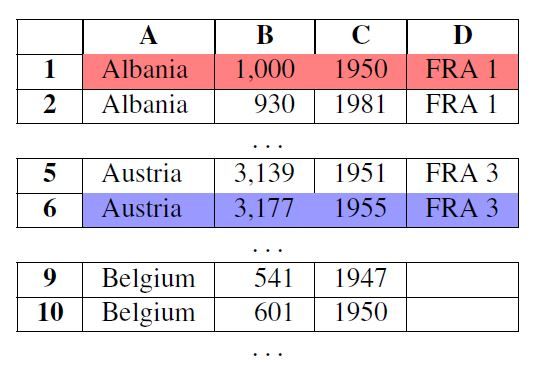 A B C D
1 Albania 1,000 1950 FRA 1
2 Albania 930 1981 FRA 1
...
5 Austria 3,139 1951 FRA 3
6 Austria 3,177 1955 FRA 3
...
9 Belgium 541 1947
10 Belgium 601 1950
...